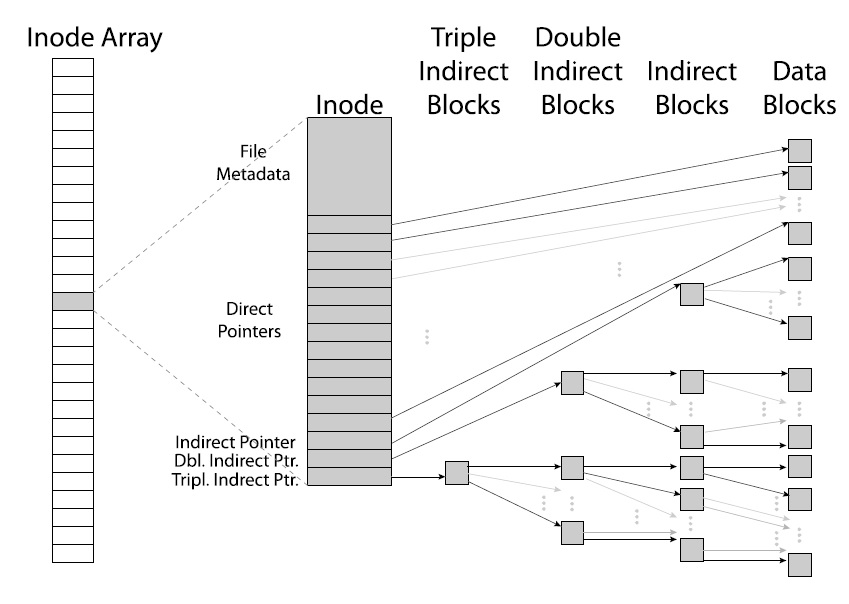 Inode Array
Triple
Indirect
Blocks
Double
Indirect
Blocks
Indirect
Blocks
Data
Blocks
Inode
File
Metadata
Direct
Pointers
Indirect Pointer
Dbl. Indirect Ptr.
Tripl. Indirect Ptr.